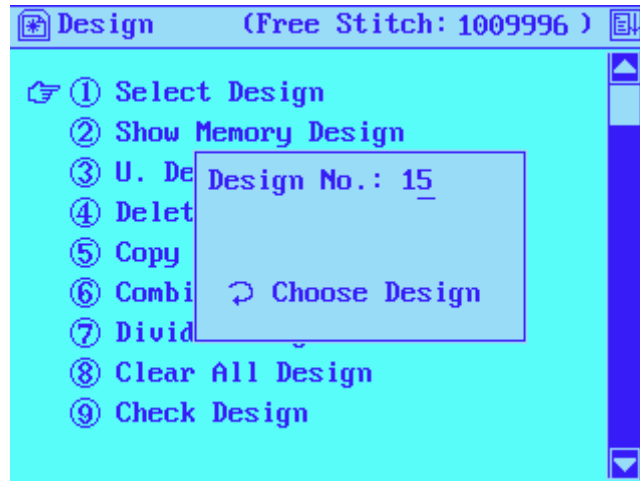 Design (Free Stitch: 1009996 )
① Select Design
② Show Memory Design
③ U. De
④ Delet
⑤ Copy
⑥ Combi
⑦ Divid
⑧ Clear All Design
⑨ Check Design
Design No.: 15
Choose Design